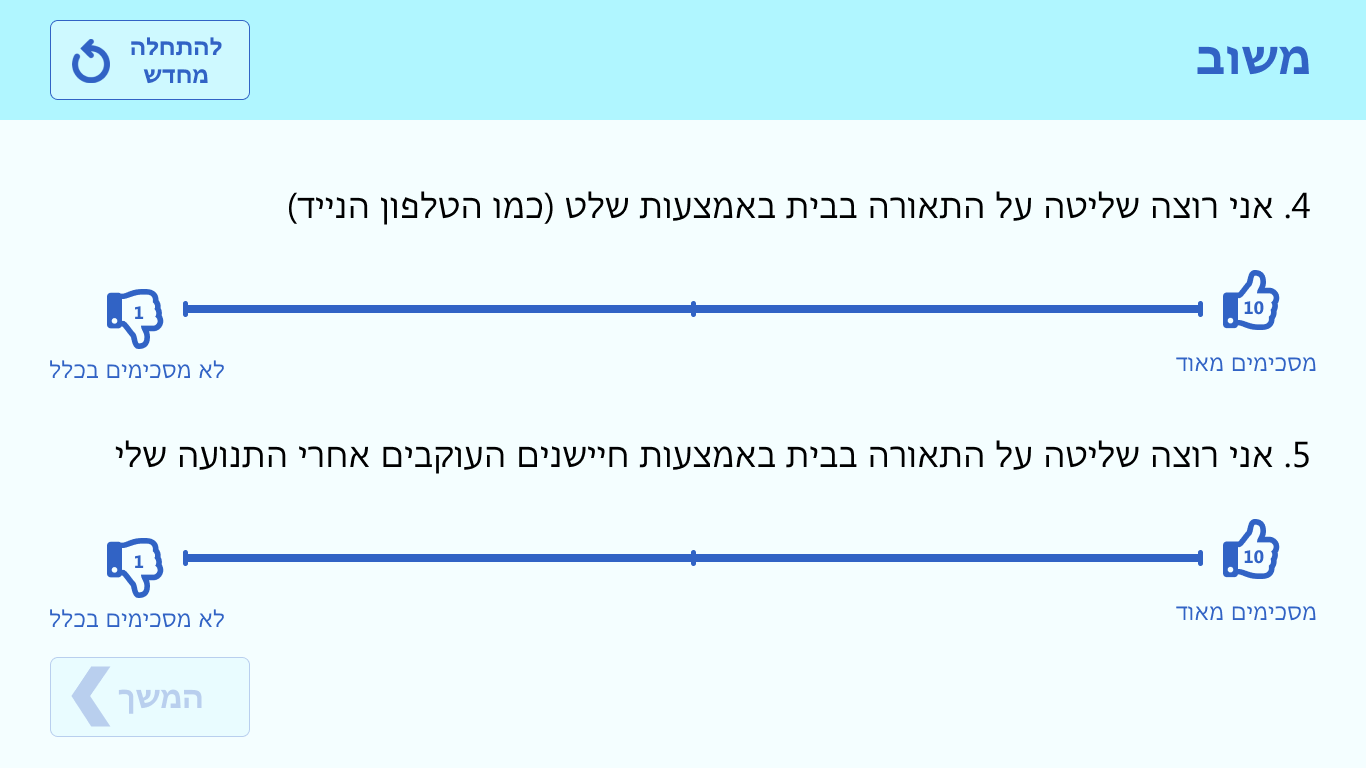 משוב
להתחלה
מחדש
4. אני רוצה שליטה על התאורה בבית באמצעות שלט (כמו הטלפון הנייד)
10
1
מסכימים מאוד
לא מסכימים בכלל
5. אני רוצה שליטה על התאורה בבית באמצעות חיישנים העוקבים אחרי התנועה שלי
10
1
מסכימים מאוד
לא מסכימים בכלל
המשך